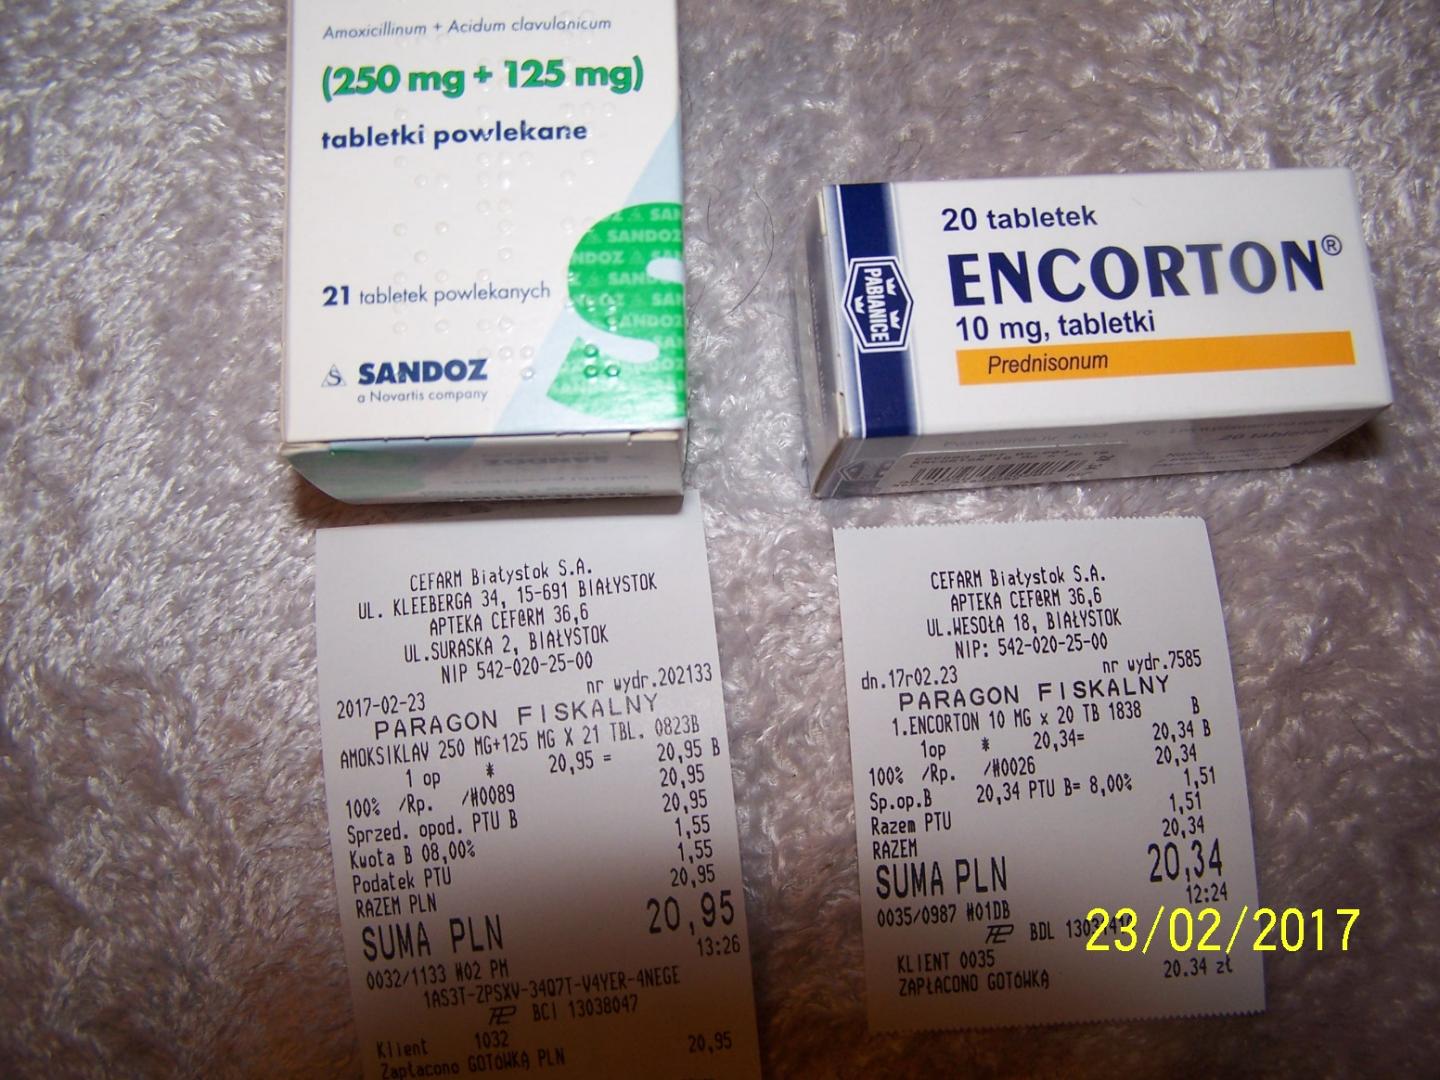 Amoxicillinum + Acidum clavulanicum
(250 mg + 125 mg)
tabletki powlekane
21 tabletek powlekanych
SANDOZ
a Novartis company
20 tabletek
ENCORTON®
10 mg, tabletki
Prednisonum
PABIANICE
CEFARM Białystok S.A.
UL. KLEEBERGA 34, 15-691 BIAŁYSTOK
APTEKA CEF@RM 36,6
UL.SURASKA 2, BIAŁYSTOK
NIP 542-020-25-00
2017-02-23 nr wydr.202133
PARAGON FISKALNY
AMOKSIKLAV 250 MG+125 MG X 21 TBL. 0823B
1 op * 20,95 = 20,95 B
20,95
100% /Rp. /#0089
Sprzed. opod. PTU B 20,95
Kwota B 08,00% 1,55
Podatek PTU 1,55
RAZEM PLN 20,95
SUMA PLN 20,95
0032/1133 #02 PM 13:26
1AS3T-ZPSXV-34Q7T-V4YER-4NEGE
BCI 13038047
Klient 1032
Zapłacono GOTÓWKĄ PLN 20,95
CEFARM Białystok S.A.
APTEKA CEF@RM 36,6
UL.WESOŁA 18, BIAŁYSTOK
NIP: 542-020-25-00
dn.17r02.23 nr wydr.7585
PARAGON FISKALNY
1.ENCORTON 10 MG x 20 TB 1838 B
1op * 20,34= 20,34 B
100% /Rp. /#0026 20,34
Sp.op.B 20,34 PTU B= 8,00% 1,51
Razem PTU 1,51
RAZEM 20,34
SUMA PLN 20,34
0035/0987 #01DB 12:24
BDL
KLIENT 0035
ZAPŁACONO GOTÓWKĄ 20.34 zł
23/02/2017